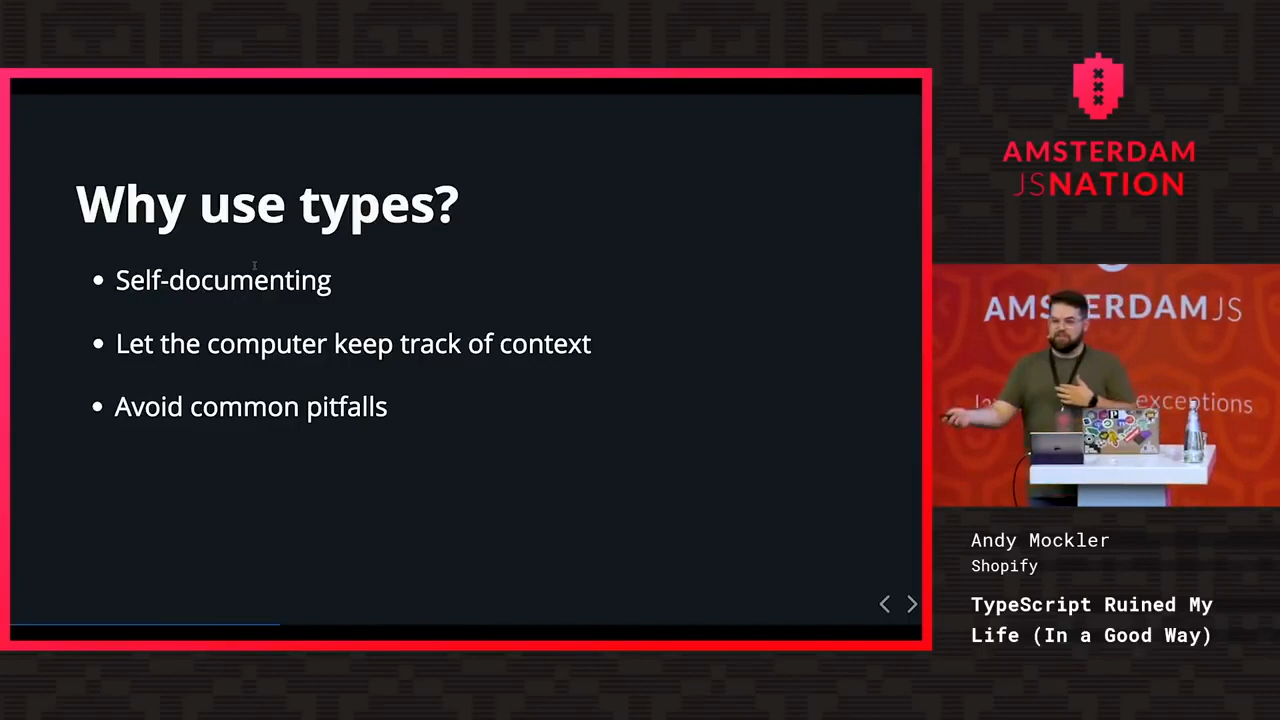 Why use types?
Self-documenting
Let the computer keep track of context
Avoid common pitfalls
AMSTERDAM
JSNATION
AMSTERDAMJS
exceptions
Andy Mockler
Shopify
TypeScript Ruined My
Life (In a Good Way)